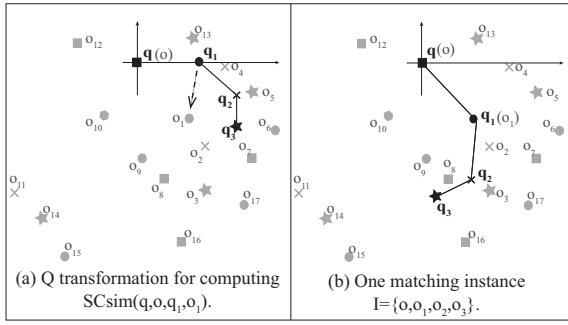 o13
o12
q (o)
q1
o4
q2
o5
q3
o10
o1
o6
o2
o7
o9
o8
o3
o11
o17
o14
o16
o15
(a) Q transformation for computing
SCsim(q,o,q1,o1).
o13
o12
q(o)
o4
o5
o10
q1(o1)
o6
o2
o7
o9
o8
q2
o3
o11
q3
o17
o14
o16
o15
(b) One matching instance
I={o,o1,o2,o3}.